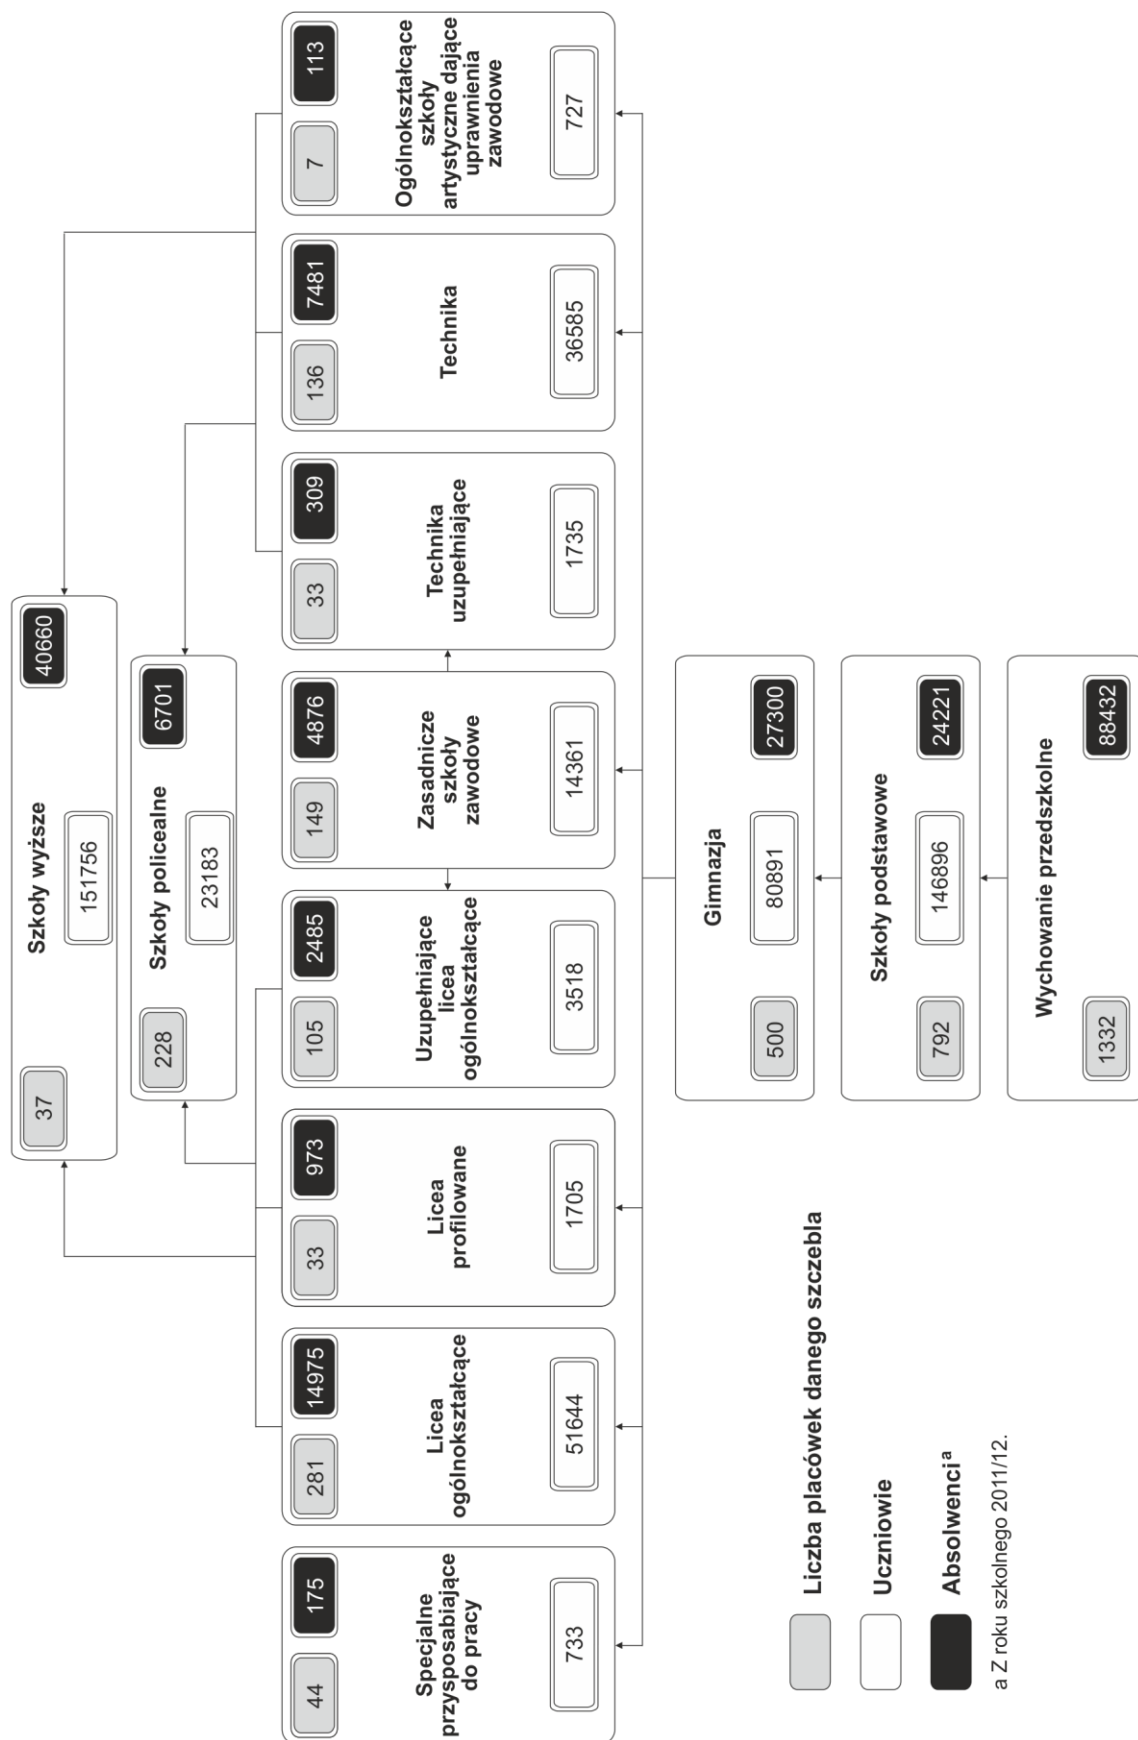 Szkoły wyższe
37
40660
151756
Szkoły policealne
228
6701
23183
44
175
Specjalne
przysposabiające
do pracy
733
281
14975
Licea
ogólnokształcące
51644
33
973
Licea
profilowane
1705
105
2485
Uzupełniające
licea
ogólnokształcące
3518
149
4876
Zasadnicze
szkoły
zawodowe
14361
33
309
Technika
uzupełniające
1735
136
7481
Technika
36585
7
113
Ogólnokształcące
szkoły
artystyczne dające
uprawnienia
zawodowe
727
Gimnazja
500
80891
27300
Szkoły podstawowe
792
146896
24221
Wychowanie przedszkolne
1332
88432
Liczba placówek danego szczebla
Uczniowie
Absolwenci a
a Z roku szkolnego 2011/12.